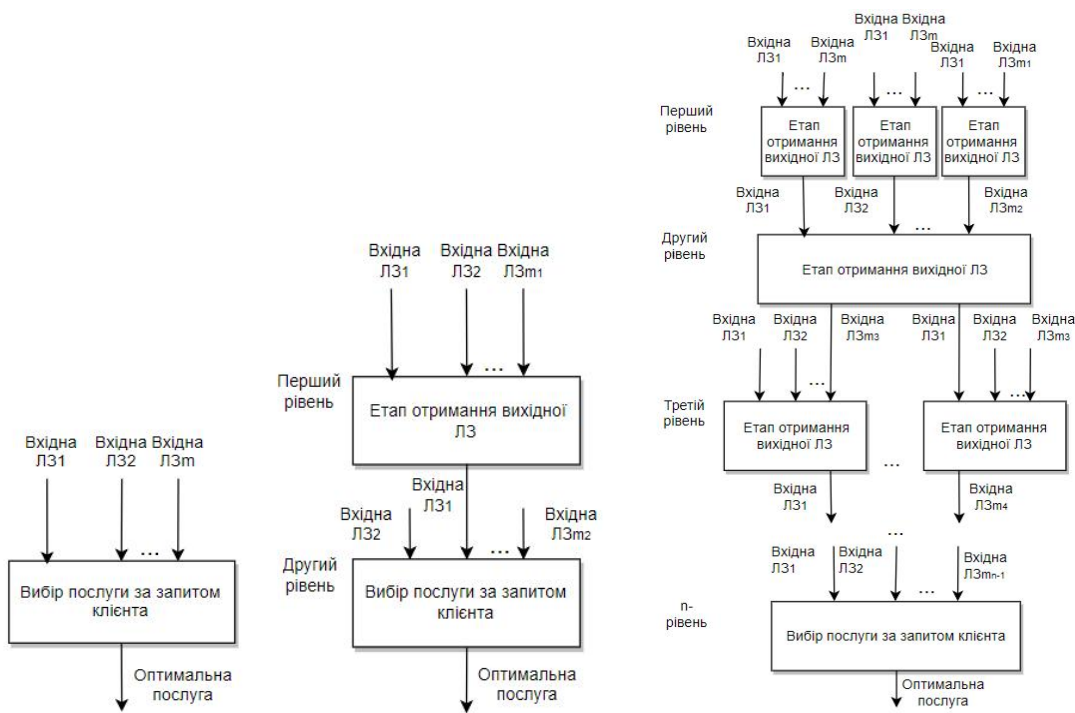 Вхідна
ЛЗ1
Вхідна
ЛЗ2
Вхідна
ЛЗm
...
Вибір послуги за запитом
клієнта
Оптимальна
послуга
Вхідна
ЛЗ1
Вхідна
ЛЗ2
Вхідна
ЛЗm1
...
Перший
рівень
Етап отримання вихідної
ЛЗ
Вхідна
ЛЗ1
Вхідна
ЛЗ2
Вхідна
ЛЗm2
...
Другий
рівень
Вибір послуги за запитом
клієнта
Оптимальна
послуга
Вхідна
ЛЗ1
Вхідна
ЛЗm
...
Вхідна
ЛЗ1
Вхідна
ЛЗm
...
Вхідна
ЛЗ1
Вхідна
ЛЗm1
...
Перший
рівень
Етап
отримання
вихідної ЛЗ
Етап
отримання
вихідної ЛЗ
Етап
отримання
вихідної ЛЗ
Вхідна
ЛЗ1
Вхідна
ЛЗ2
Вхідна
ЛЗm2
...
Другий
рівень
Етап отримання вихідної ЛЗ
Вхідна
ЛЗ1
Вхідна
ЛЗ2
Вхідна
ЛЗm3
...
Вхідна
ЛЗ1
Вхідна
ЛЗ2
Вхідна
ЛЗm3
...
Третій
рівень
Етап отримання
вихідної ЛЗ
...
Етап отримання
вихідної ЛЗ
Вхідна
ЛЗ1
Вхідна
ЛЗm4
...
Вхідна
ЛЗ1
Вхідна
ЛЗ2
Вхідна
ЛЗmn-1
...
n-
рівень
Вибір послуги за запитом клієнта
Оптимальна
послуга